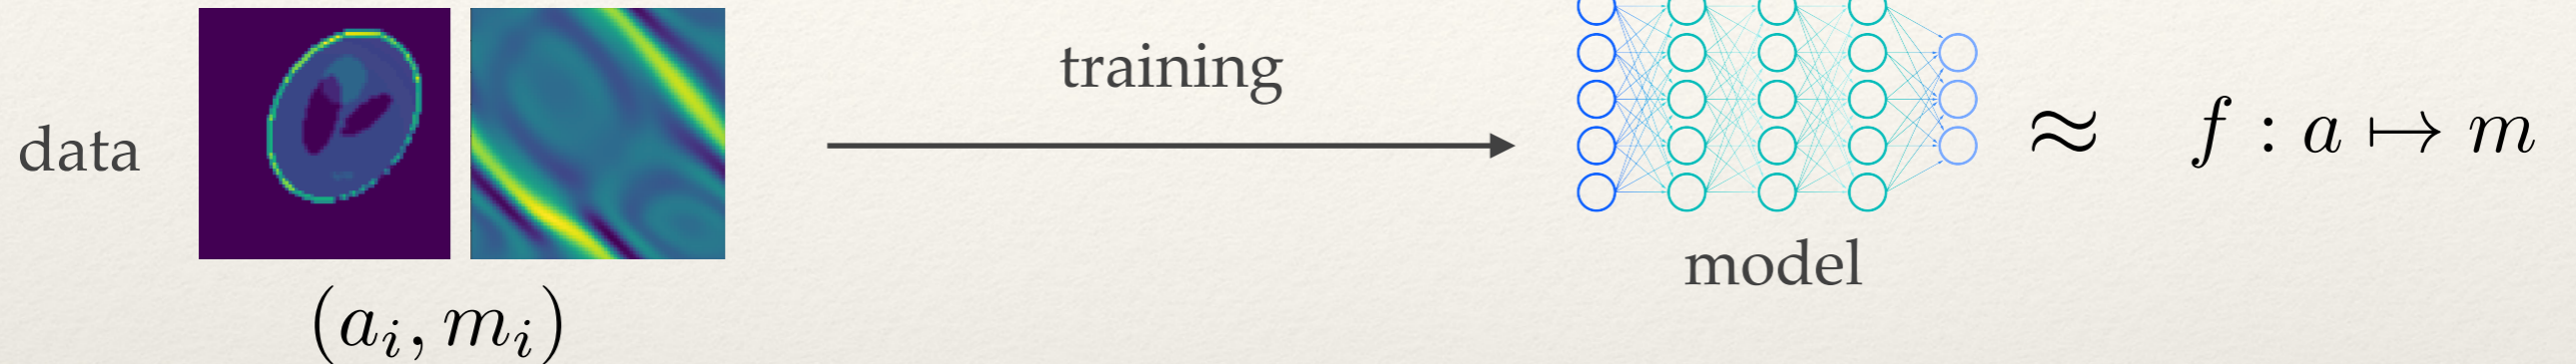 data
(a_i, m_i)
training
model
≈ f : a ↦ m